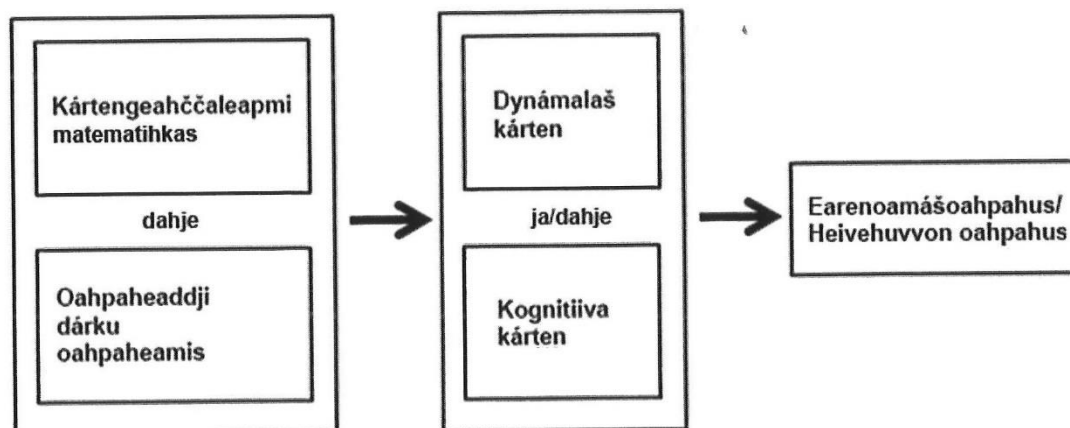 Kártengeahččaleapmi
matematihkas
dahje
Oahpaheaddji
dárku
oahpaheamis
Dynámalaš
kárten
ja/dahje
Kognitiiva
kárten
Earenoamášoahpahus/
Heivehuvvon oahpahus